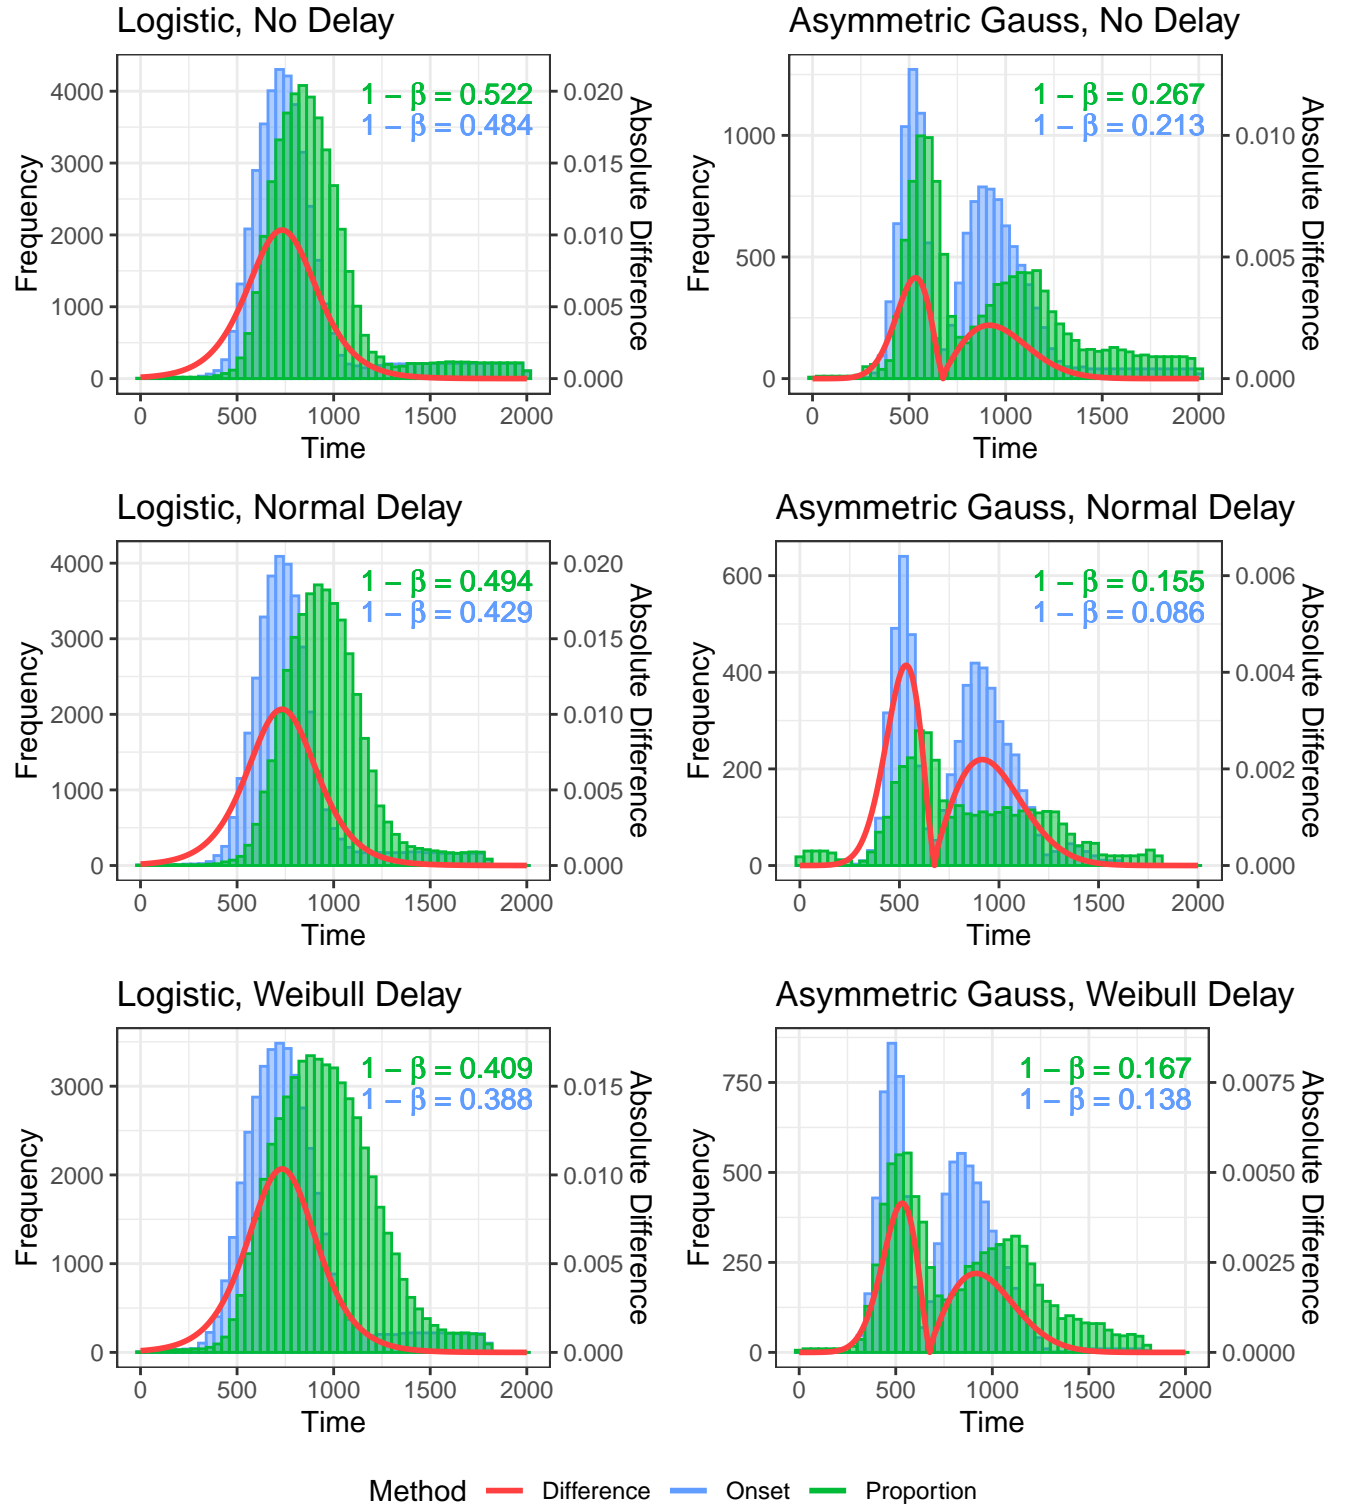 Logistic, No Delay
1 − β = 0.522
1 − β = 0.484
Frequency
4000
3000
2000
1000
0
0.020
0.015
0.010
0.005
0.000
Absolute Difference
0 500 1000 1500 2000
Time
Asymmetric Gauss, No Delay
1 − β = 0.267
1 − β = 0.213
Frequency
1000
500
0
0.010
0.005
0.000
Absolute Difference
0 500 1000 1500 2000
Time
Logistic, Normal Delay
1 − β = 0.494
1 − β = 0.429
Frequency
4000
3000
2000
1000
0
0.020
0.015
0.010
0.005
0.000
Absolute Difference
0 500 1000 1500 2000
Time
Asymmetric Gauss, Normal Delay
1 − β = 0.155
1 − β = 0.086
Frequency
600
400
200
0
0.006
0.004
0.002
0.000
Absolute Difference
0 500 1000 1500 2000
Time
Logistic, Weibull Delay
1 − β = 0.409
1 − β = 0.388
Frequency
3000
2000
1000
0
0.015
0.010
0.005
0.000
Absolute Difference
0 500 1000 1500 2000
Time
Asymmetric Gauss, Weibull Delay
1 − β = 0.167
1 − β = 0.138
Frequency
750
500
250
0
0.0075
0.0050
0.0025
0.0000
Absolute Difference
0 500 1000 1500 2000
Time
Method Difference Onset Proportion